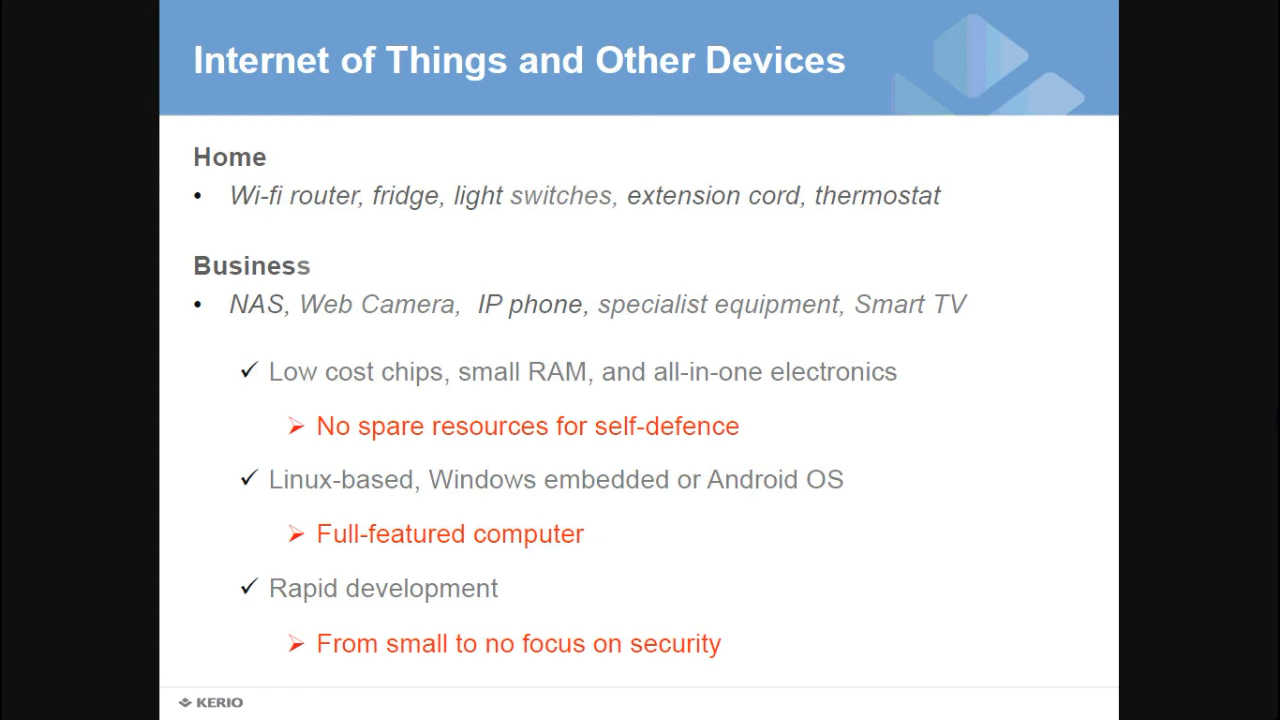 Internet of Things and Other Devices
Home
• Wi-fi router, fridge, light switches, extension cord, thermostat
Business
• NAS, Web Camera, IP phone, specialist equipment, Smart TV
✓ Low cost chips, small RAM, and all-in-one electronics
➢ No spare resources for self-defence
✓ Linux-based, Windows embedded or Android OS
➢ Full-featured computer
✓ Rapid development
➢ From small to no focus on security
KERIO